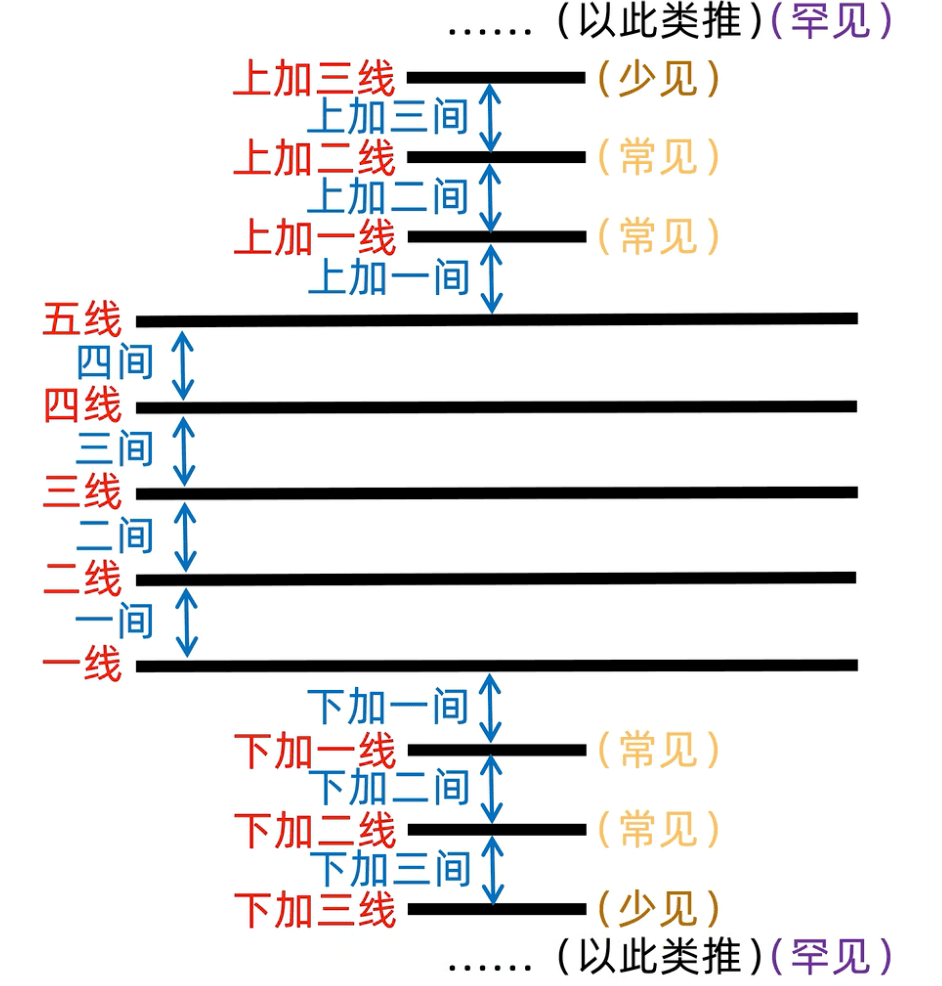 ……（以此类推）（罕见）
上加三线（少见）
上加三间
上加二线（常见）
上加二间
上加一线（常见）
上加一间
五线
四间
四线
三间
三线
二间
二线
一间
一线
下加一间
下加一线（常见）
下加二间
下加二线（常见）
下加三间
下加三线（少见）
……（以此类推）（罕见）